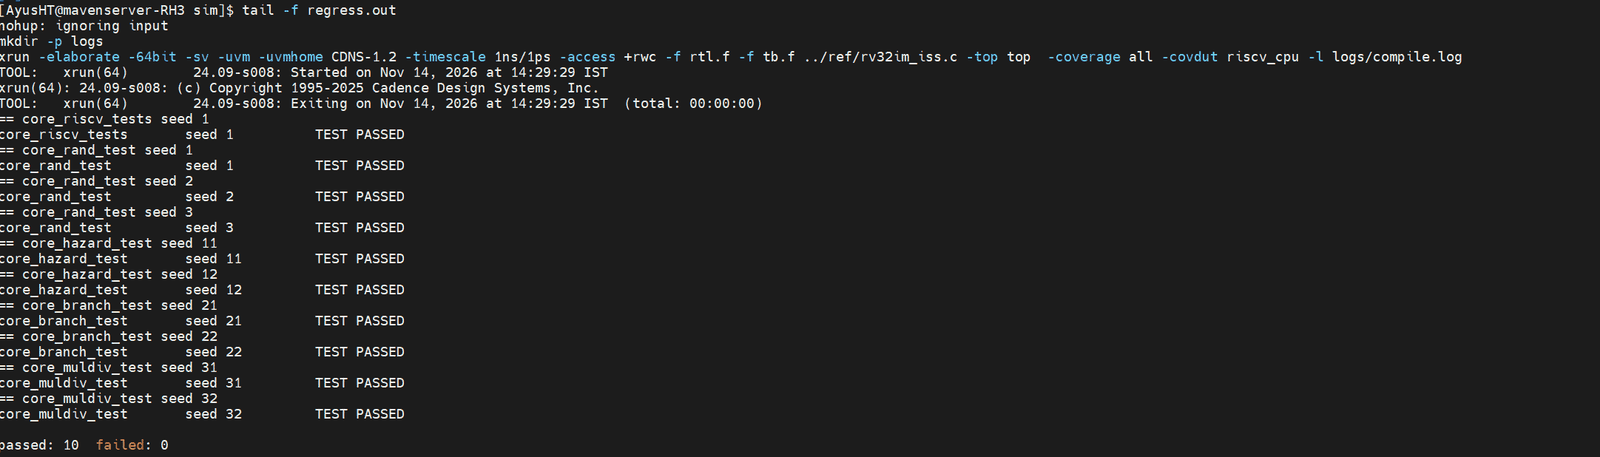 [AyusHT@mavenserver-RH3 sim]$ tail -f regress.out
nohup: ignoring input
mkdir -p logs
xrun -elaborate -64bit -sv -uvm -uvmhome CDNS-1.2 -timescale 1ns/1ps -access +rwc -f rtl.f -f tb.f ../ref/rv32im_iss.c -top top  -coverage all -covdut riscv_cpu -l logs/compile.log
TOOL:   xrun(64)        24.09-s008: Started on Nov 14, 2026 at 14:29:29 IST
xrun(64): 24.09-s008: (c) Copyright 1995-2025 Cadence Design Systems, Inc.
TOOL:   xrun(64)        24.09-s008: Exiting on Nov 14, 2026 at 14:29:29 IST  (total: 00:00:00)
== core_riscv_tests seed 1
core_riscv_tests       seed 1          TEST PASSED
== core_rand_test seed 1
core_rand_test         seed 1          TEST PASSED
== core_rand_test seed 2
core_rand_test         seed 2          TEST PASSED
== core_rand_test seed 3
core_rand_test         seed 3          TEST PASSED
== core_hazard_test seed 11
core_hazard_test       seed 11         TEST PASSED
== core_hazard_test seed 12
core_hazard_test       seed 12         TEST PASSED
== core_branch_test seed 21
core_branch_test       seed 21         TEST PASSED
== core_branch_test seed 22
core_branch_test       seed 22         TEST PASSED
== core_muldiv_test seed 31
core_muldiv_test       seed 31         TEST PASSED
== core_muldiv_test seed 32
core_muldiv_test       seed 32         TEST PASSED
passed: 10  failed: 0